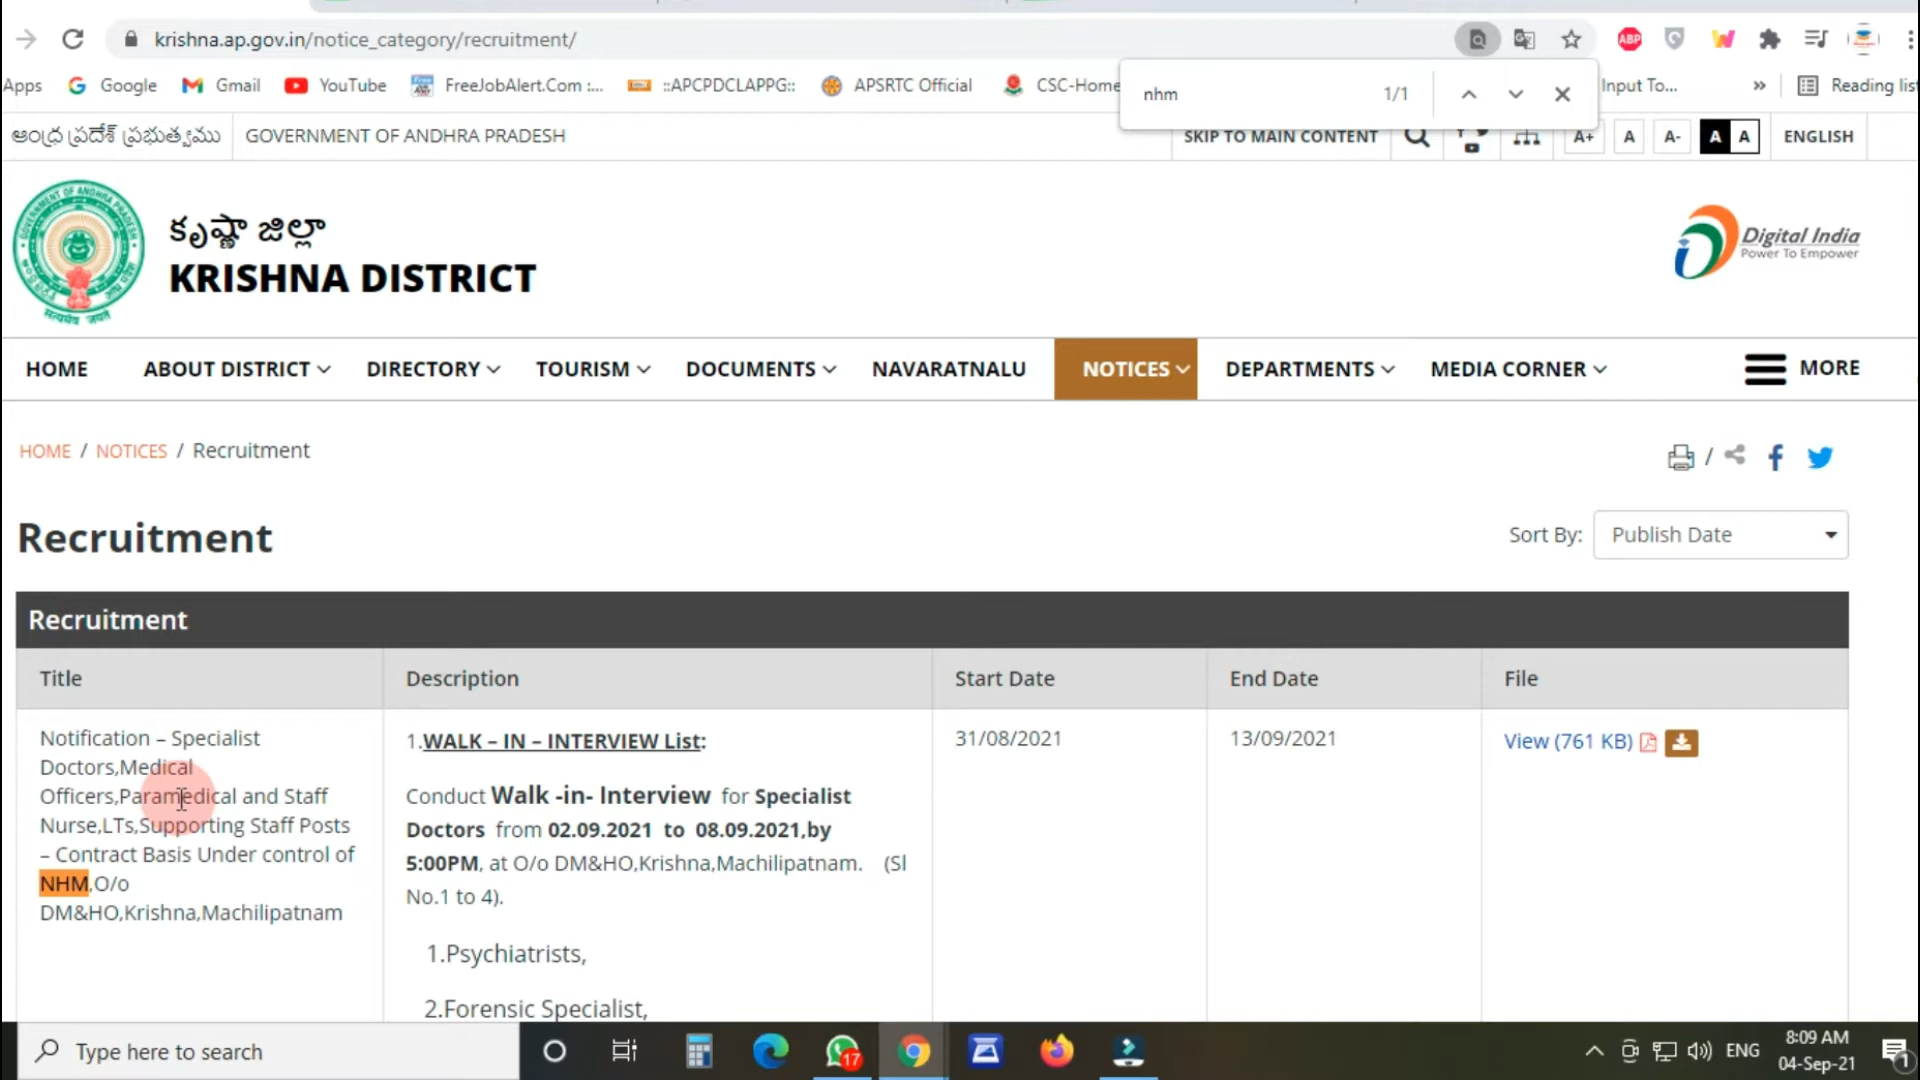 krishna.ap.gov.in/notice_category/recruitment/
ABP
Apps Google Gmail YouTube FreeJobAlert.Com :... ::APCPDCLAPPG:: APSRTC Official CSC-Home Input To... » Reading list
nhm 1/1
ఆంధ్ర ప్రదేశ్ ప్రభుత్వము GOVERNMENT OF ANDHRA PRADESH SKIP TO MAIN CONTENT A+ A A- A A ENGLISH
కృష్ణా జిల్లా
KRISHNA DISTRICT
Digital India
Power To Empower
HOME ABOUT DISTRICT DIRECTORY TOURISM DOCUMENTS NAVARATNALU NOTICES DEPARTMENTS MEDIA CORNER MORE
HOME / NOTICES / Recruitment
/
Recruitment
Sort By: Publish Date
Recruitment
Title Description Start Date End Date File
Notification – Specialist
Doctors,Medical
Officers,Paramedical and Staff
Nurse,LTs,Supporting Staff Posts
– Contract Basis Under control of
NHM,O/o
DM&HO,Krishna,Machilipatnam
1.WALK – IN – INTERVIEW List:
Conduct Walk -in- Interview for Specialist
Doctors from 02.09.2021 to 08.09.2021,by
5:00PM, at O/o DM&HO,Krishna,Machilipatnam. (Sl
No.1 to 4).
1.Psychiatrists,
2.Forensic Specialist,
31/08/2021
13/09/2021
View (761 KB)
Type here to search
17
ENG
8:09 AM
04-Sep-21
1